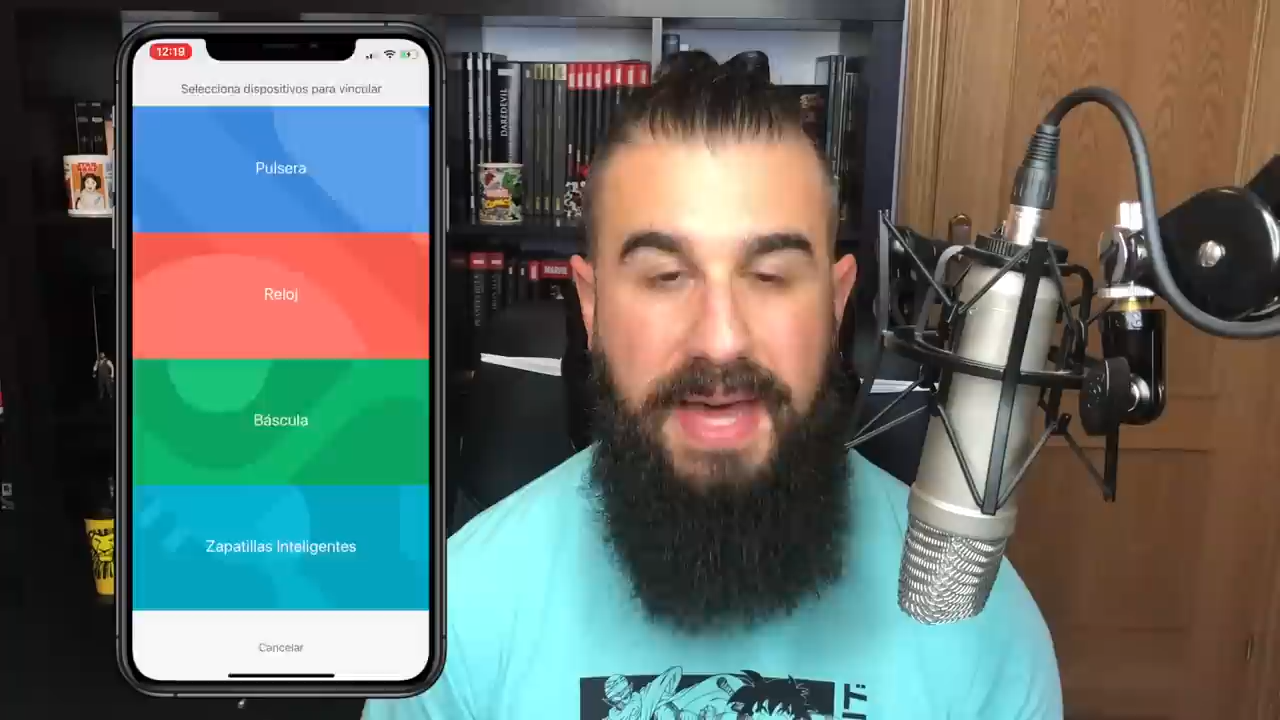 12:19
Selecciona dispositivos para vincular
Pulsera
Reloj
Báscula
Zapatillas Inteligentes
Cancelar
DAREDEVIL
MARVEL